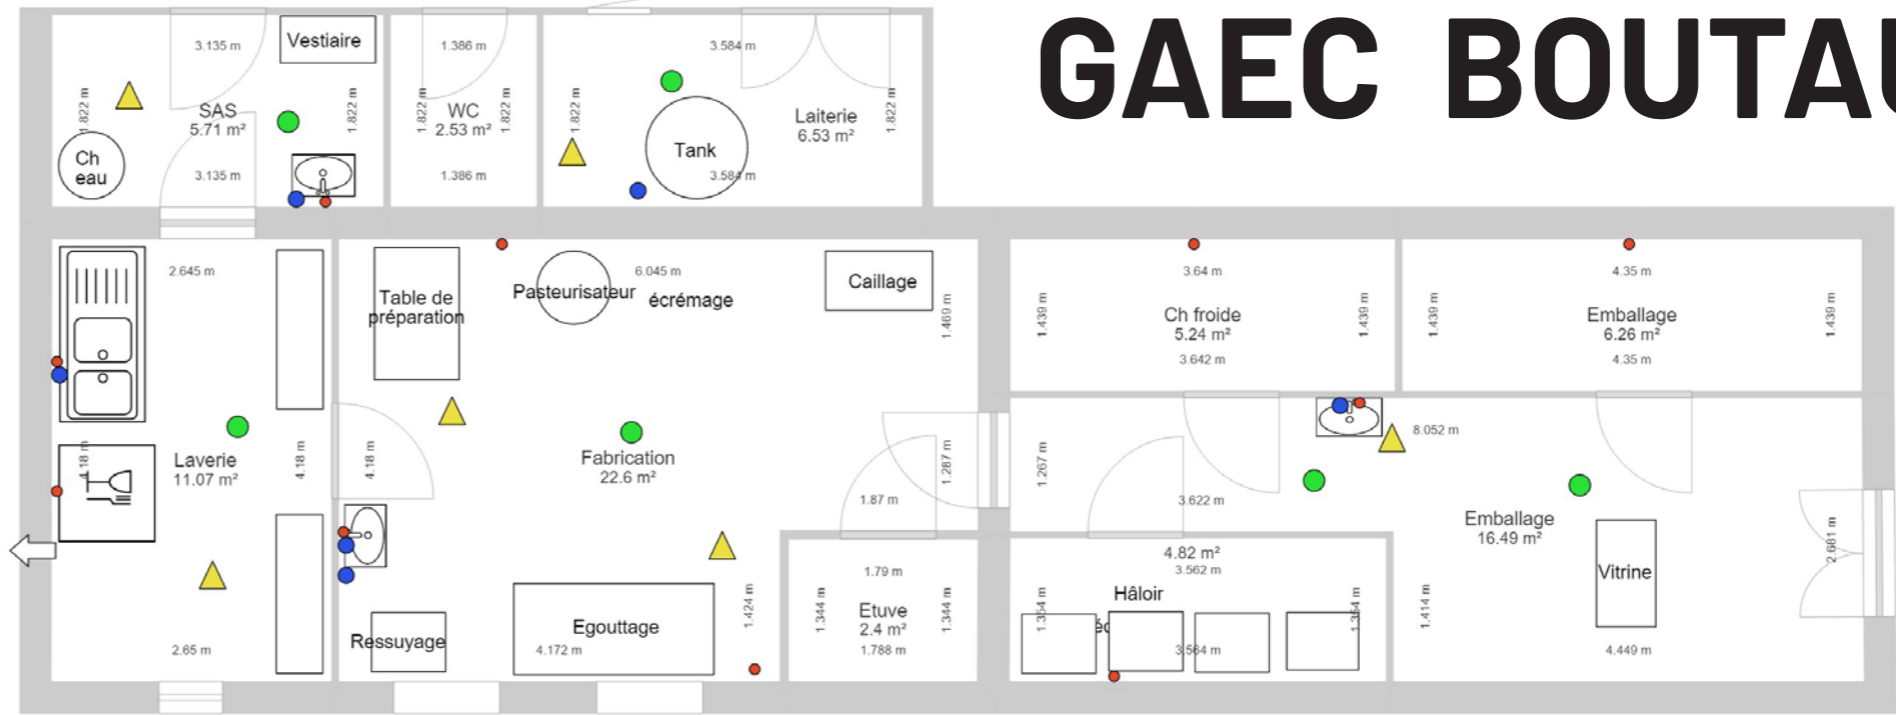 GAEC BOUTAU
3.135 m
Vestiaire
1.386 m
3.584 m
1.822 m
SAS
5.71 m²
1.822 m
1.822 m
WC
2.53 m²
1.822 m
1.822 m
Laiterie
6.53 m²
1.822 m
Ch
eau
3.135 m
1.386 m
Tank
3.584 m
2.645 m
Table de
préparation
Pasteurisateur
6.045 m
écrémage
Caillage
1.469 m
3.64 m
1.439 m
Ch froide
5.24 m²
3.642 m
1.439 m
4.35 m
1.439 m
Emballage
6.26 m²
4.35 m
1.439 m
4.18 m
Laverie
11.07 m²
4.18 m
4.18 m
Fabrication
22.6 m²
1.87 m
1.287 m
1.267 m
3.622 m
8.052 m
Emballage
16.49 m²
Vitrine
2.681 m
2.65 m
Ressuyage
Egouttage
4.172 m
1.424 m
1.79 m
1.344 m
Etuve
2.4 m²
1.788 m
1.344 m
4.82 m²
3.562 m
Hâloir
1.354 m
3.564 m
1.354 m
1.414 m
4.449 m